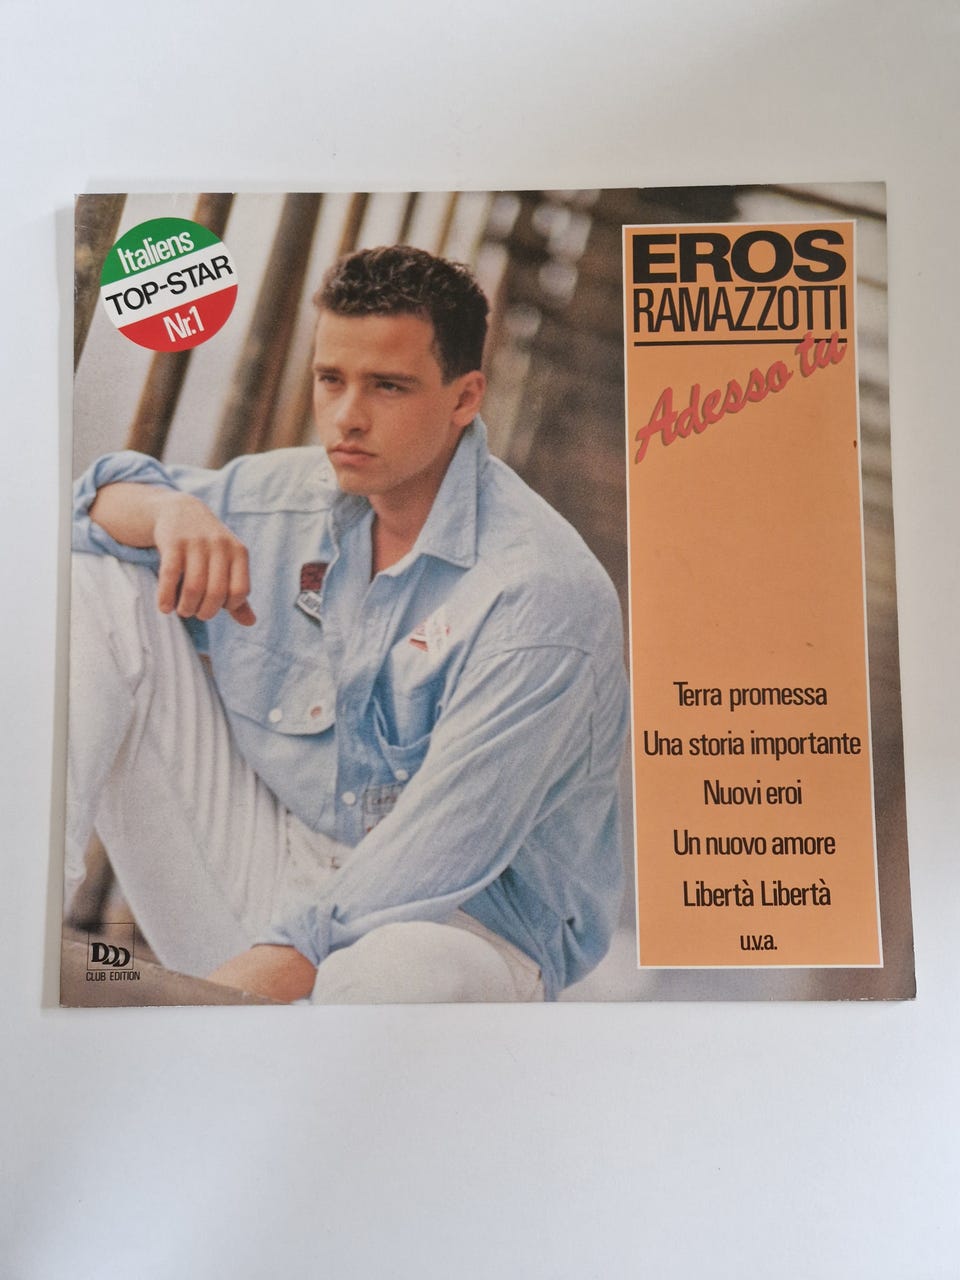 Italiens
TOP-STAR
Nr.1
EROS
RAMAZZOTTI
Adesso tu
Terra promessa
Una storia importante
Nuovi eroi
Un nuovo amore
Libertà Libertà
u.v.a.
DDD
CLUB EDITION